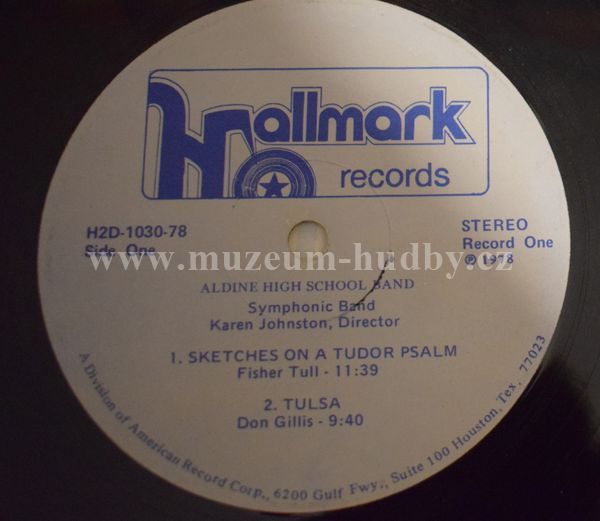 Hallmark
records
H2D-1030-78
Side One
STEREO
Record One
℗ 1978
www.muzeum-hudby.cz
ALDINE HIGH SCHOOL BAND
Symphonic Band
Karen Johnston, Director
1. SKETCHES ON A TUDOR PSALM
Fisher Tull - 11:39
2. TULSA
Don Gillis - 9:40
A Division of American Record Corp., 6200 Gulf Fwy., Suite 100 Houston, Tex. 77023